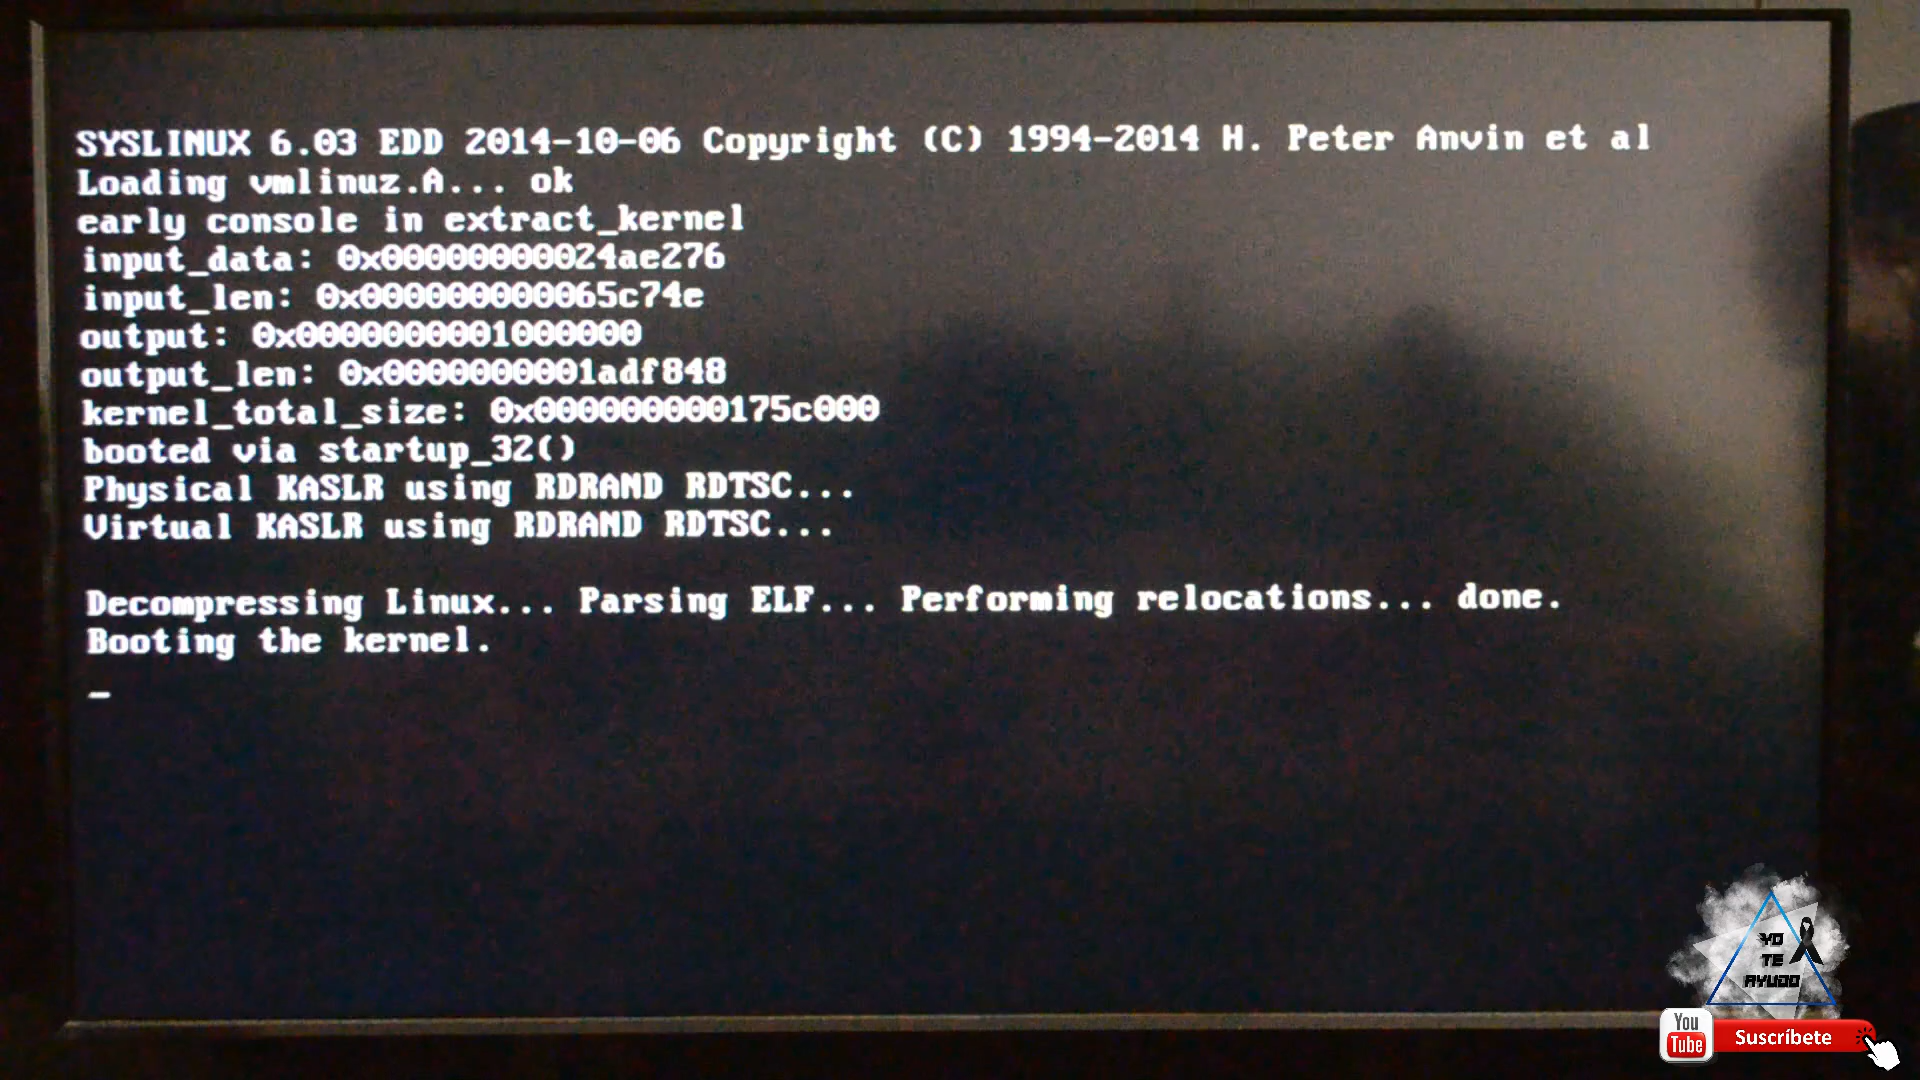 SYSLINUX 6.03 EDD 2014-10-06 Copyright (C) 1994-2014 H. Peter Anvin et al
Loading vmlinuz.A... ok
early console in extract_kernel
input_data: 0x00000000024ae276
input_len: 0x000000000065c74e
output: 0x0000000001000000
output_len: 0x0000000001adf848
kernel_total_size: 0x000000000175c000
booted via startup_32()
Physical KASLR using RDRAND RDTSC...
Virtual KASLR using RDRAND RDTSC...
Decompressing Linux... Parsing ELF... Performing relocations... done.
Booting the kernel.
_
YO
TE
AYUDO
You
Tube
Suscríbete